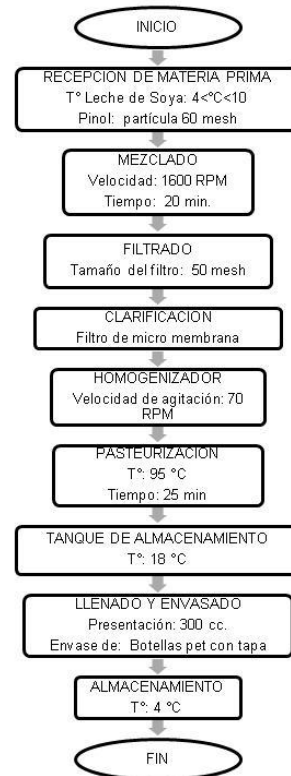 INICIO
RECEPCION DE MATERIA PRIMA
T° Leche de Soya: 4<°C<10
Pinol: partícula 60 mesh
MEZCLADO
Velocidad: 1600 RPM
Tiempo: 20 min.
FILTRADO
Tamaño del filtro: 50 mesh
CLARIFICACION
Filtro de micro membrana
HOMOGENIZADOR
Velocidad de agitación: 70
RPM
PASTEURIZACION
T°: 95 °C
Tiempo: 25 min
TANQUE DE ALMACENAMIENTO
T°: 18 °C
LLENADO Y ENVASADO
Presentación: 300 cc.
Envase de: Botellas pet con tapa
ALMACENAMIENTO
T°: 4 °C
FIN